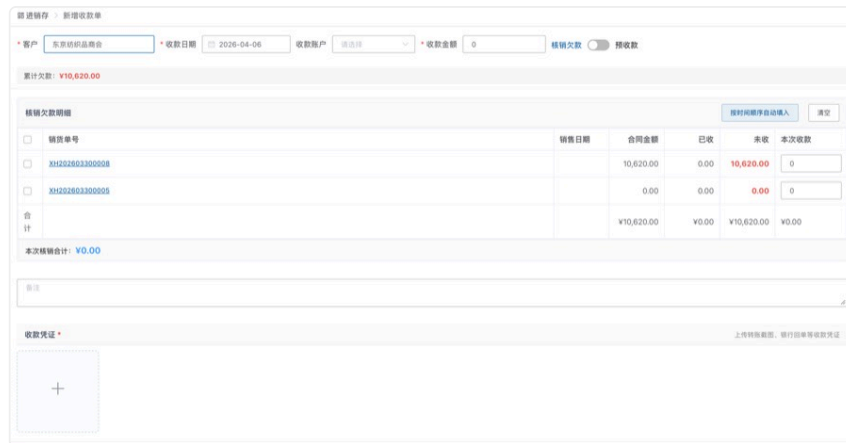 进销存 > 新增收款单
* 客户 东京纺织品商会 * 收款日期 2026-04-06 收款账户 请选择 * 收款金额 0 核销欠款 预收款
累计欠款: ¥10,620.00
核销欠款明细 按时间顺序自动填入 清空
销货单号 销售日期 合同金额 已收 未收 本次收款
XH202603300008 10,620.00 0.00 10,620.00 0
XH202603300005 0.00 0.00 0.00 0
合计 ¥10,620.00 ¥0.00 ¥10,620.00 ¥0.00
本次核销合计: ¥0.00
备注
收款凭证 * 上传转账截图、银行回单等收款凭证